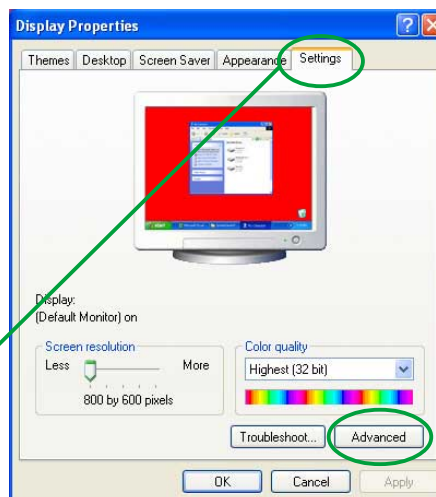 Display Properties
Themes Desktop Screen Saver Appearance Settings
Display:
(Default Monitor) on
Screen resolution
Less More
800 by 600 pixels
Color quality
Highest (32 bit)
Troubleshoot... Advanced
OK Cancel Apply